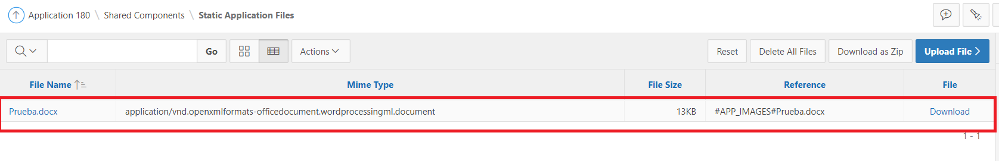 Application 180 \ Shared Components \ Static Application Files
Go Actions Reset Delete All Files Download as Zip Upload File
File Name Mime Type File Size Reference File
Prueba.docx application/vnd.openxmlformats-officedocument.wordprocessingml.document 13KB #APP_IMAGES#Prueba.docx Download
1 - 1